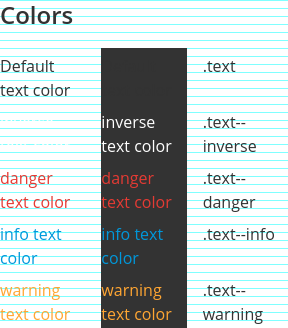 Colors
Default
text color
.text
inverse
text color
.text--
inverse
danger
text color
danger
text color
.text--
danger
info text
color
info text
color
.text--info
warning
text color
warning
text color
.text--
warning